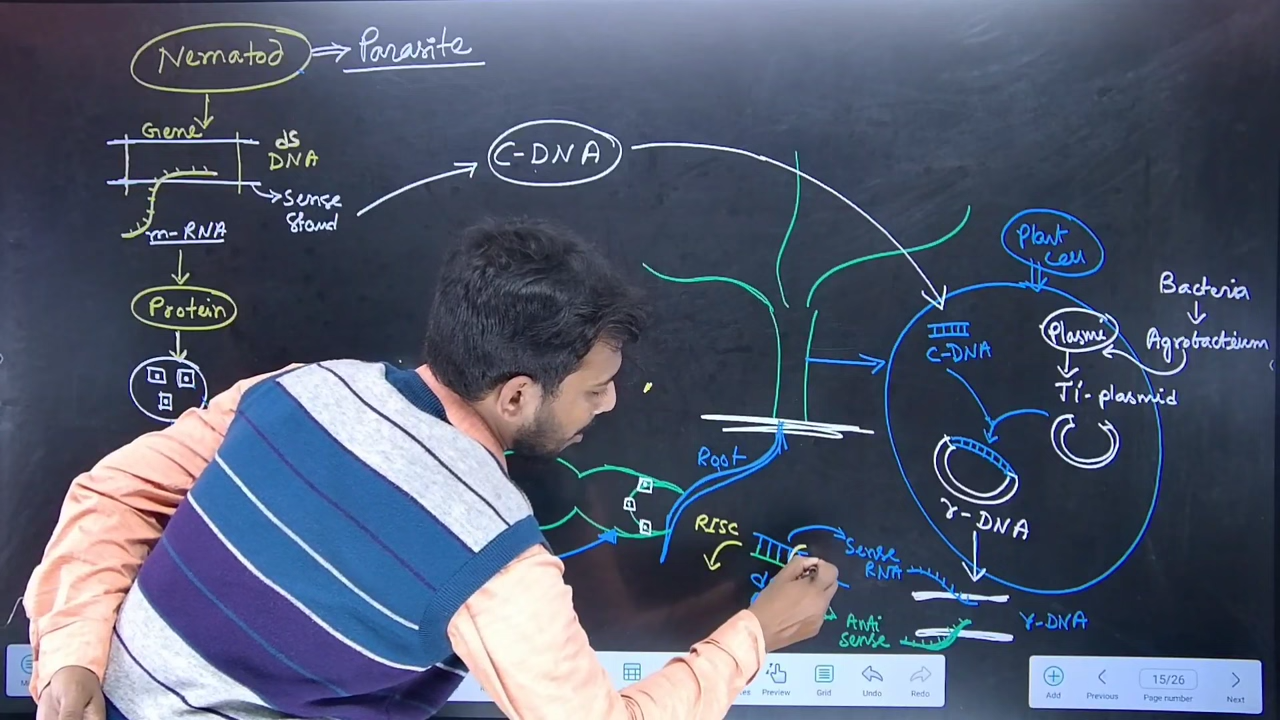 Nematod
Parasite
Gene
ds
DNA
Sense
Stand
m-RNA
Protein
C-DNA
Plant
cell
Bacteria
Agrobactium
Plasmi
Ti-plasmid
C-DNA
r-DNA
Root
RISC
Sense
RNA
Anti
sense
r-DNA
Preview
Grid
Undo
Redo
Add
Previous
15/26
Page number
Next